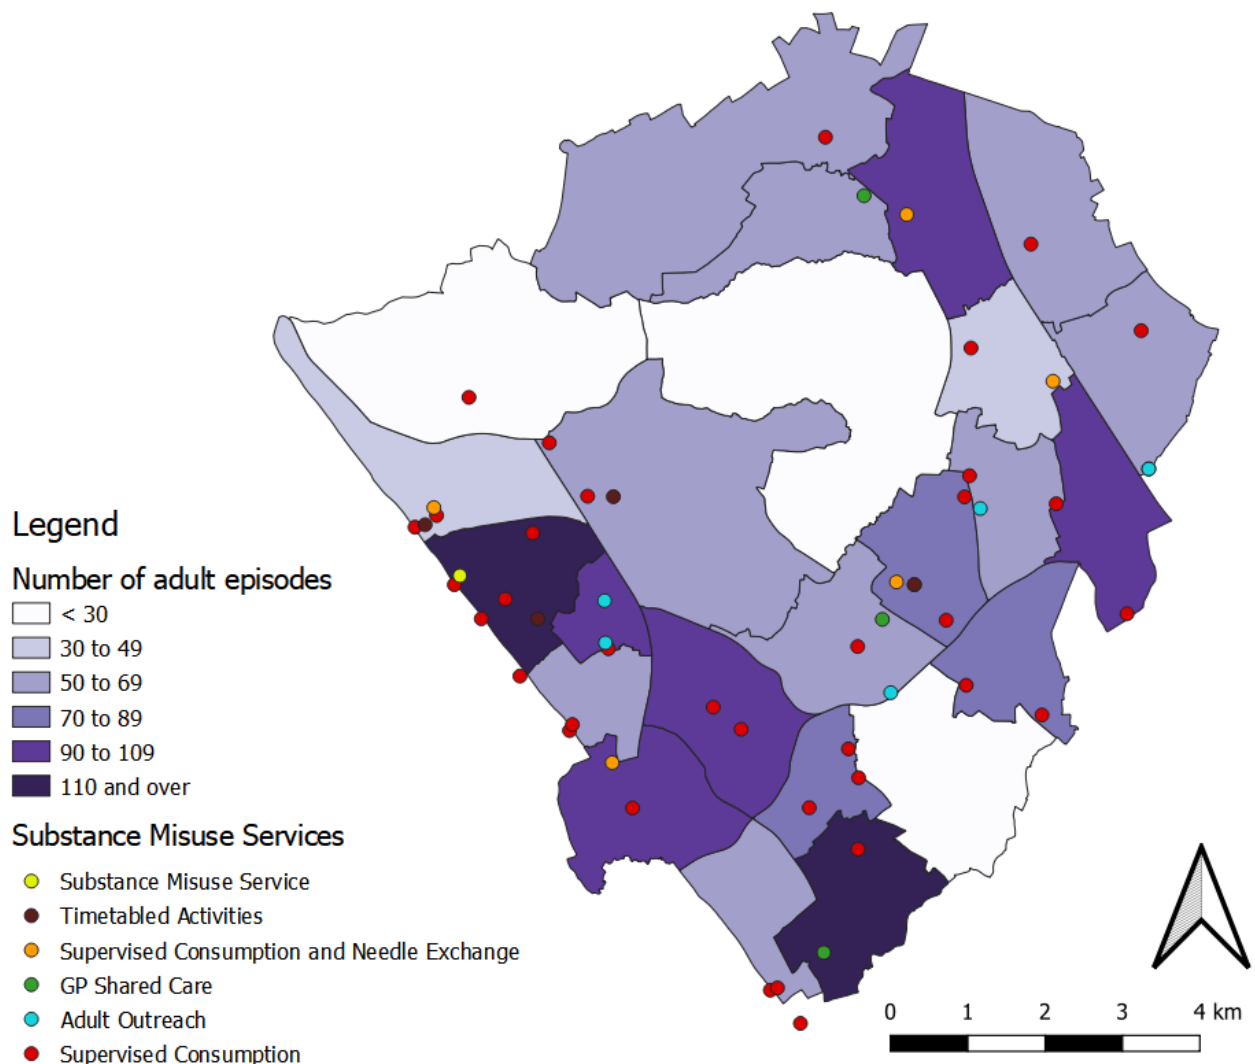 Legend
Number of adult episodes
< 30
30 to 49
50 to 69
70 to 89
90 to 109
110 and over
Substance Misuse Services
Substance Misuse Service
Timetabled Activities
Supervised Consumption and Needle Exchange
GP Shared Care
Adult Outreach
Supervised Consumption
0 1 2 3 4 km